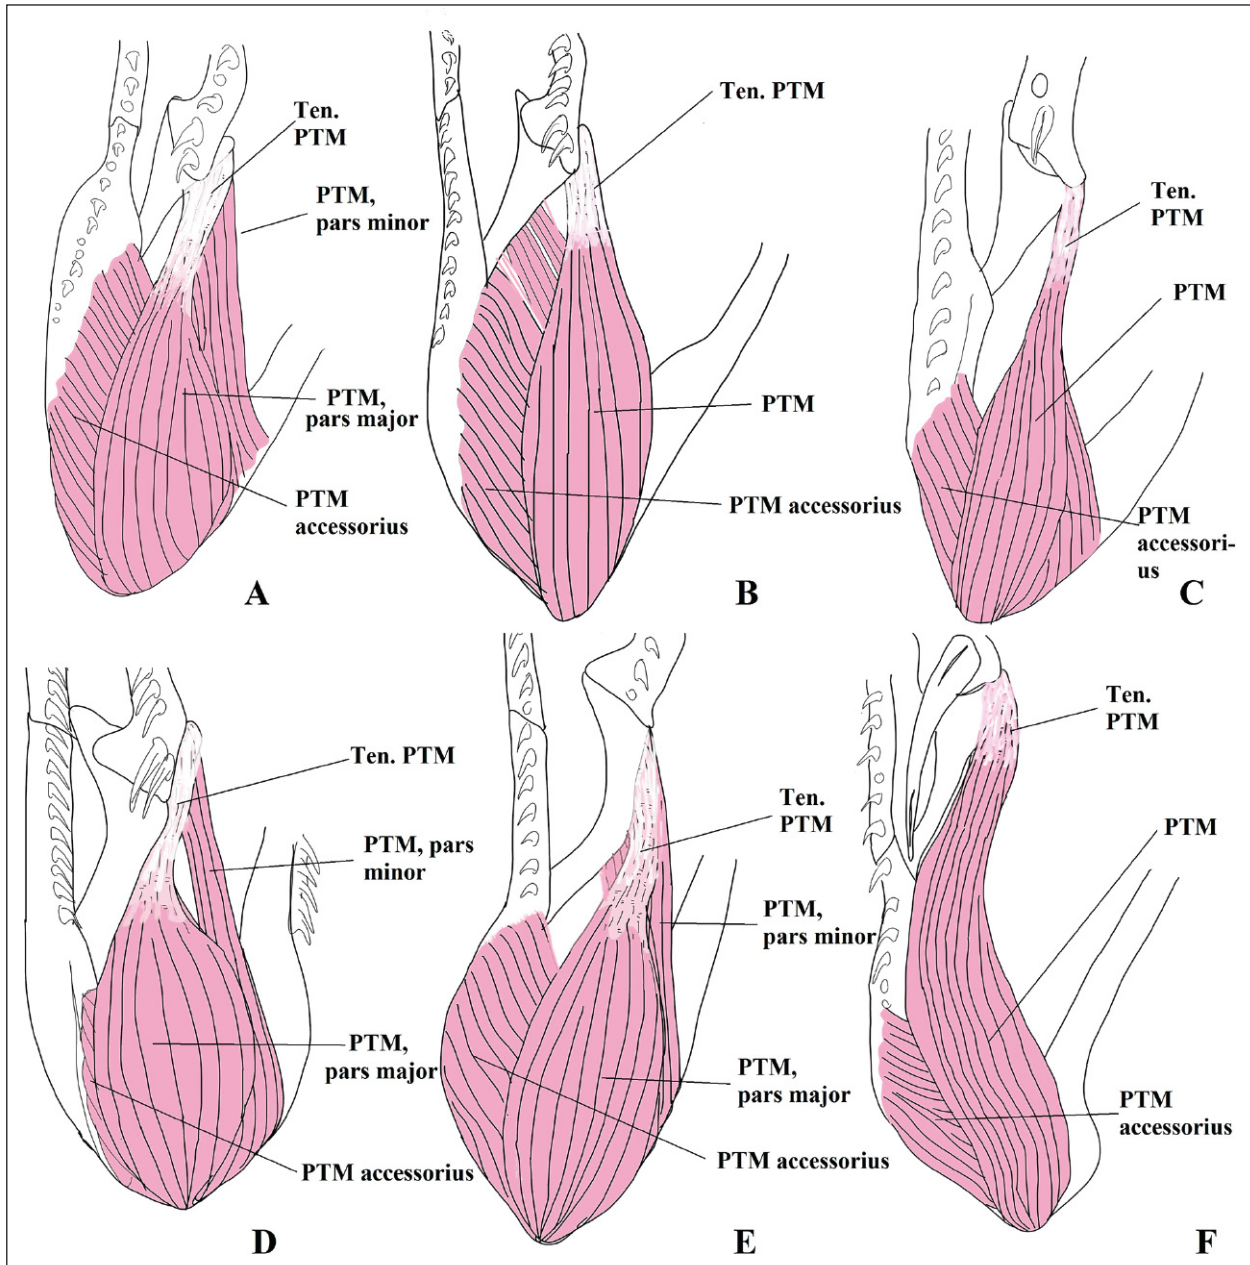 Ten.
PTM
PTM,
pars minor
PTM,
pars major
PTM
accessorius
A
Ten. PTM
PTM
PTM accessorius
B
Ten.
PTM
PTM
PTM
accessori-
us
C
Ten. PTM
PTM, pars
minor
PTM,
pars major
PTM accessorius
D
Ten.
PTM
PTM,
pars minor
PTM,
pars major
PTM accessorius
E
Ten.
PTM
PTM
PTM
accessorius
F